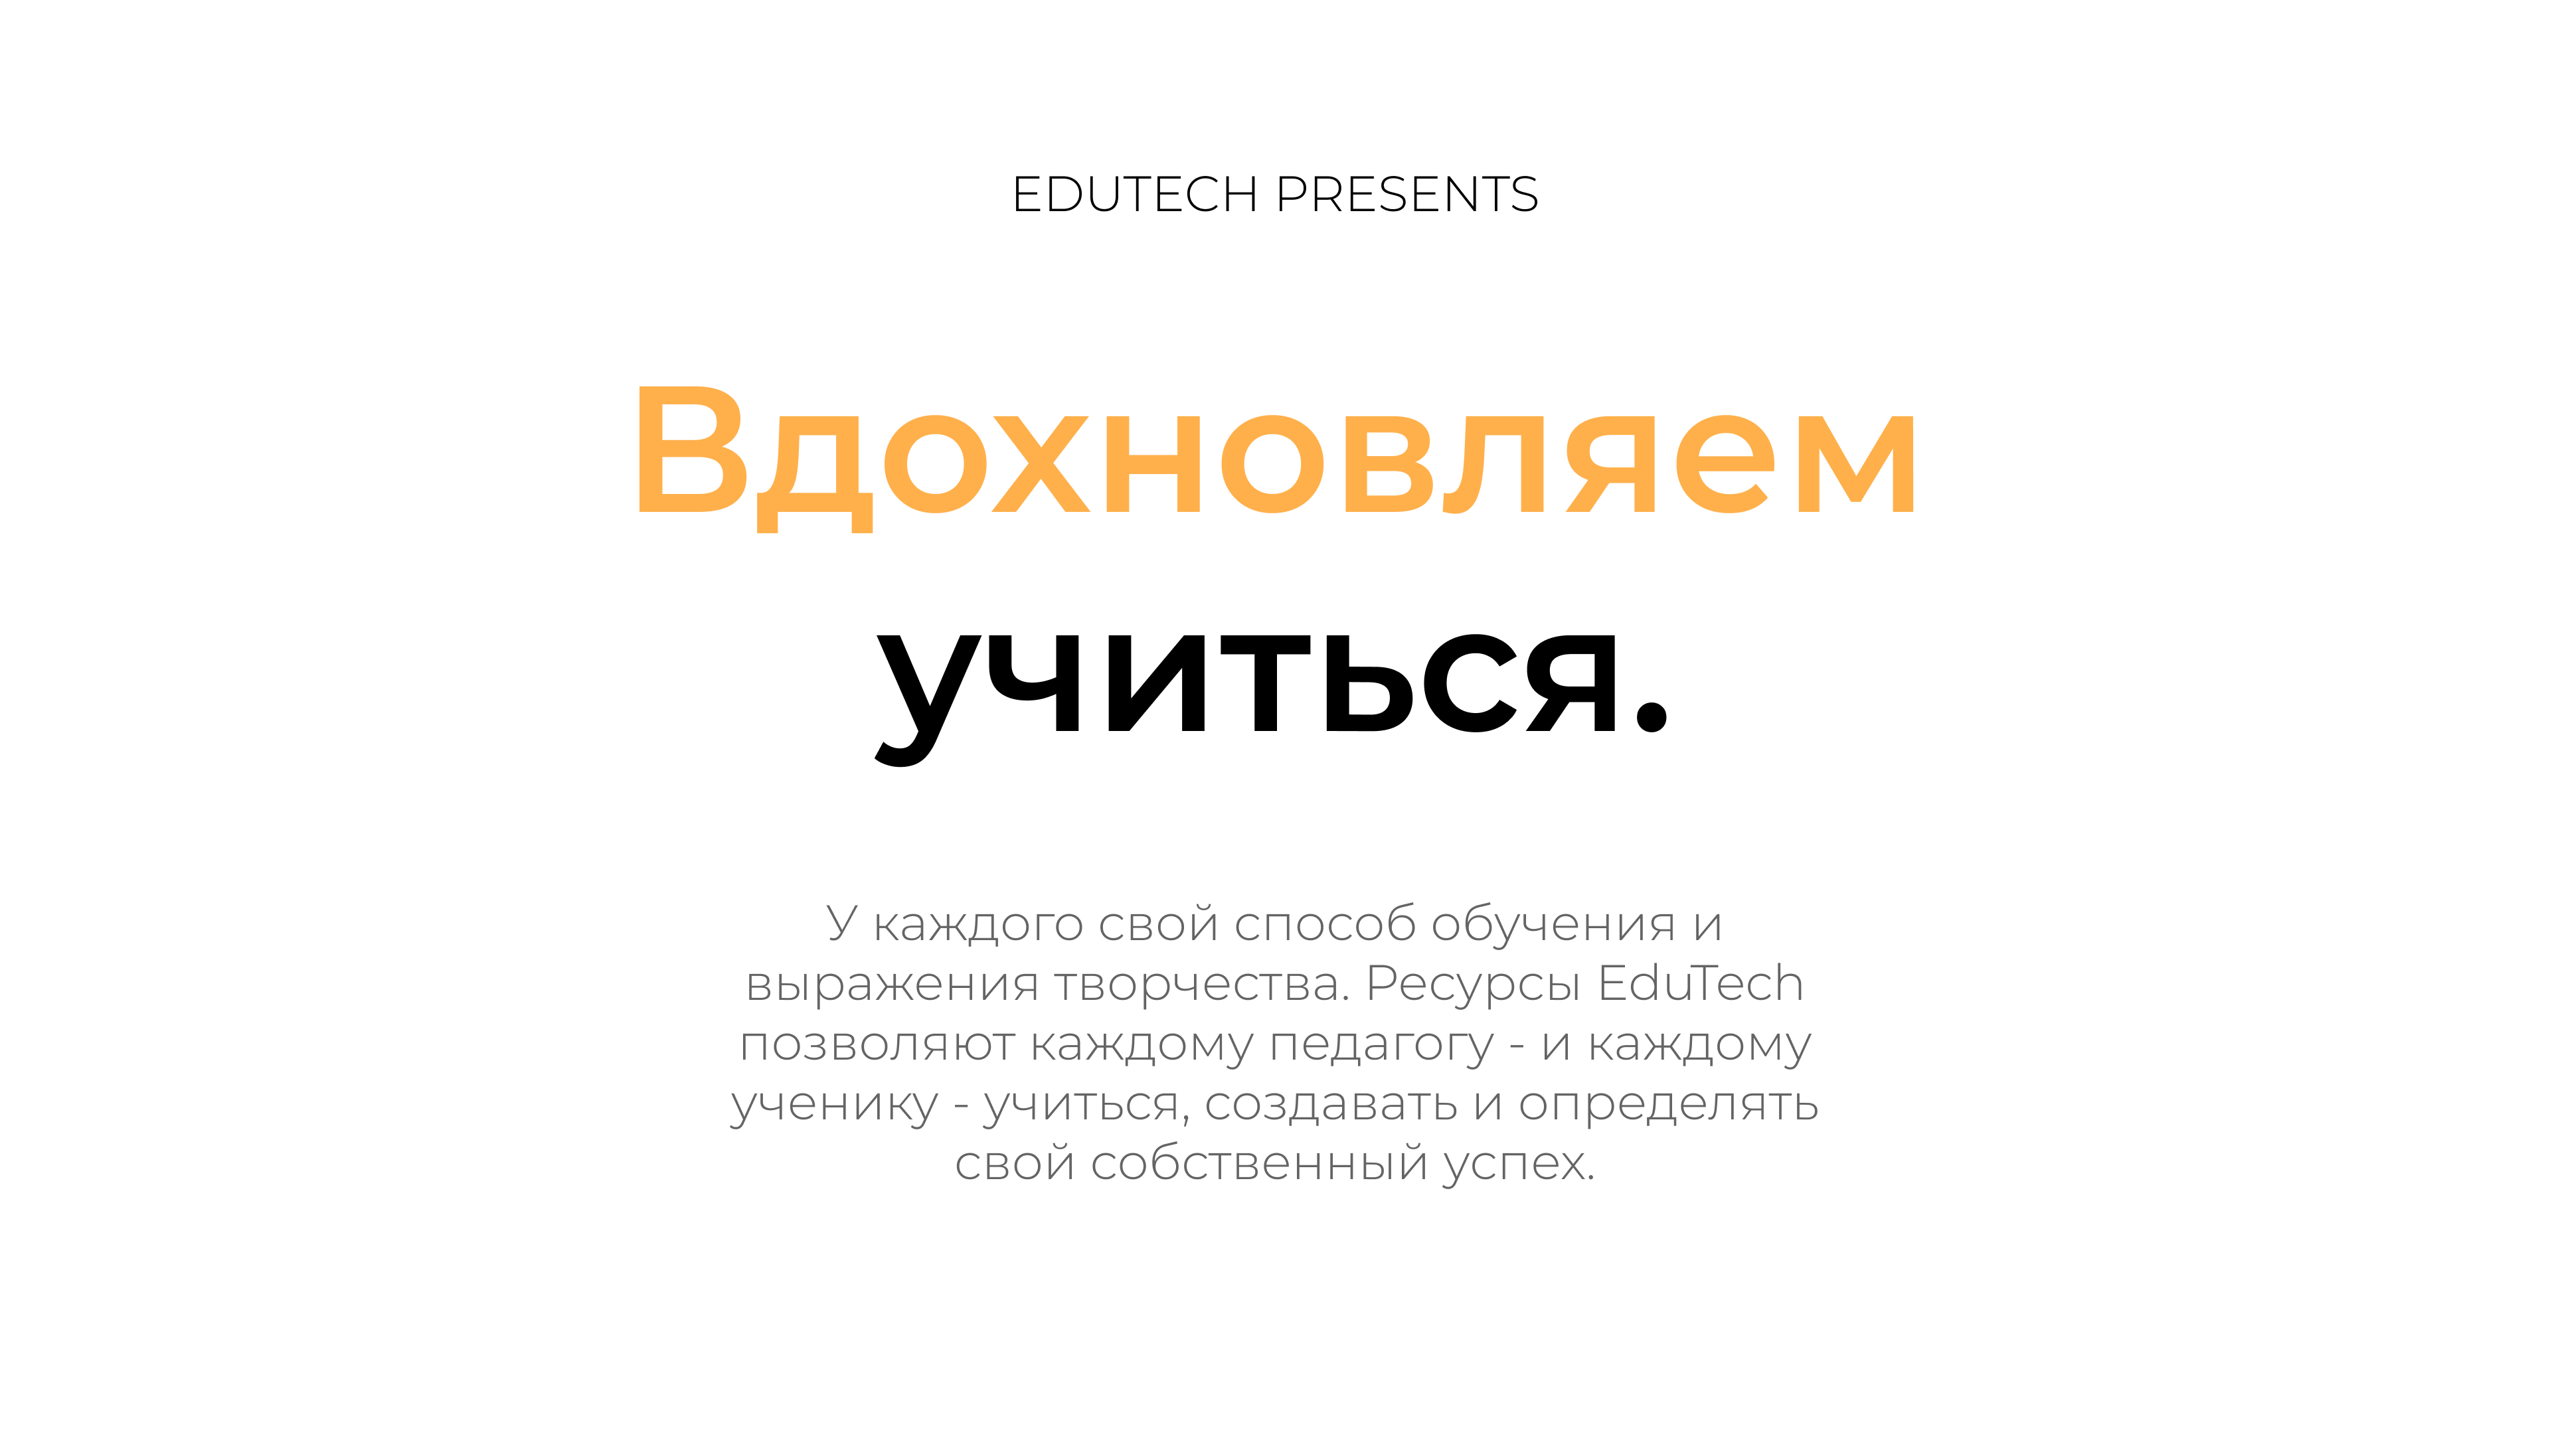 EDUTECH PRESENTS
Вдохновляем
учиться.
У каждого свой способ обучения и
выражения творчества. Ресурсы EduTech
позволяют каждому педагогу - и каждому
ученику - учиться, создавать и определять
свой собственный успех.